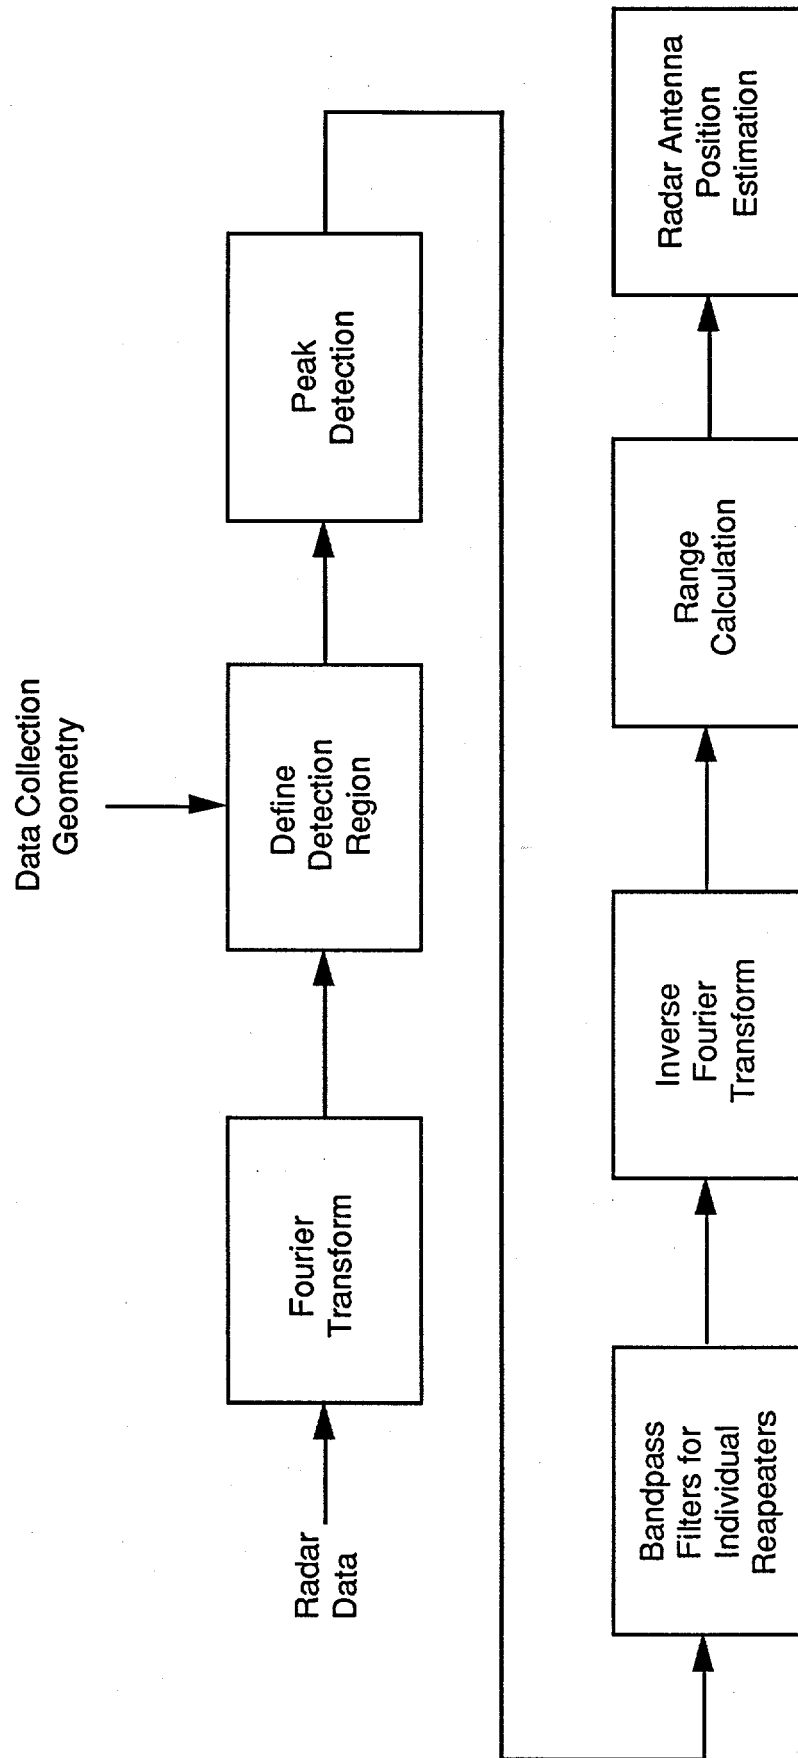 Data Collection
Geometry
Radar
Data
Fourier
Transform
Define
Detection
Region
Peak
Detection
Bandpass
Filters for
Individual
Reapeaters
Inverse
Fourier
Transform
Range
Calculation
Radar Antenna
Position
Estimation